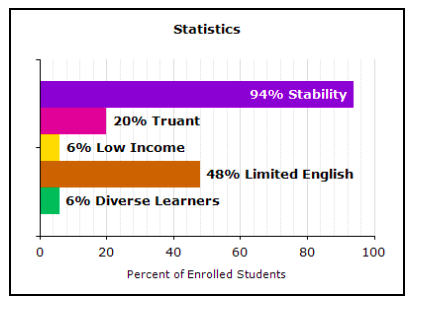 Statistics
94% Stability
20% Truant
6% Low Income
48% Limited English
6% Diverse Learners
0 20 40 60 80 100
Percent of Enrolled Students